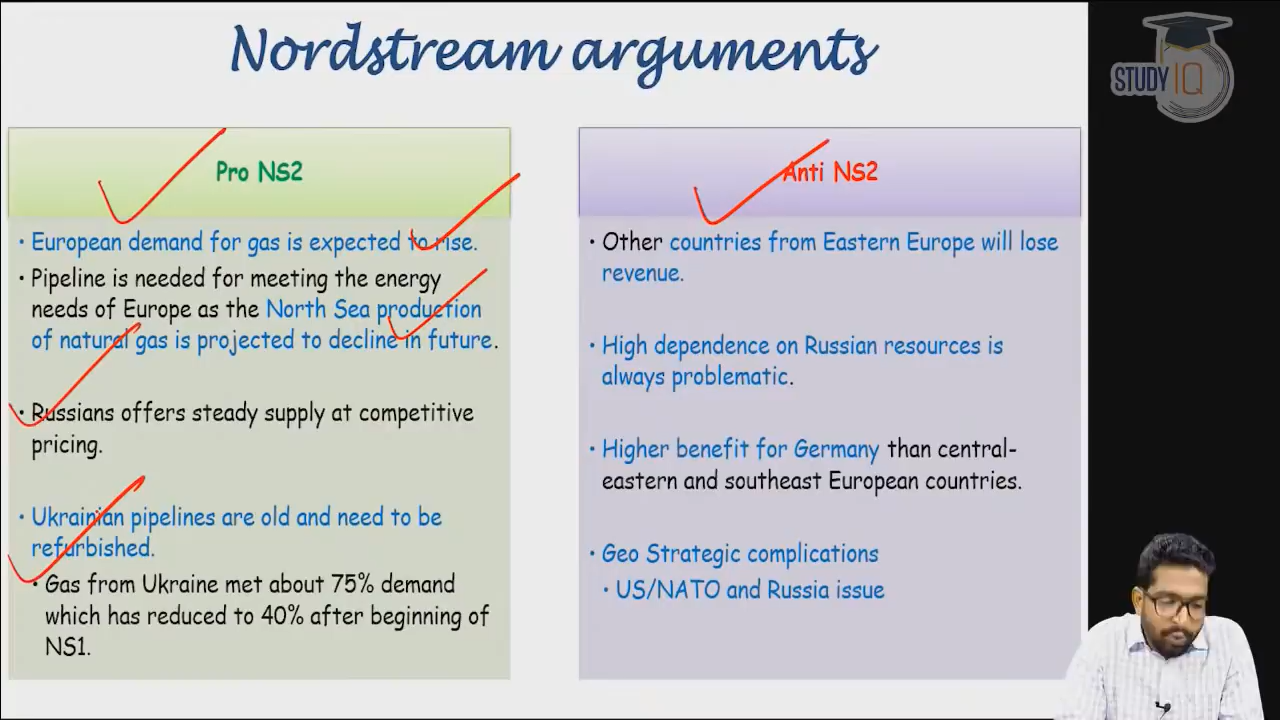 Nordstream arguments
STUDY IQ
Pro NS2
• European demand for gas is expected to rise.
• Pipeline is needed for meeting the energy
needs of Europe as the North Sea production
of natural gas is projected to decline in future.
• Russians offers steady supply at competitive
pricing.
• Ukrainian pipelines are old and need to be
refurbished.
• Gas from Ukraine met about 75% demand
which has reduced to 40% after beginning of
NS1.
Anti NS2
• Other countries from Eastern Europe will lose
revenue.
• High dependence on Russian resources is
always problematic.
• Higher benefit for Germany than central-
eastern and southeast European countries.
• Geo Strategic complications
• US/NATO and Russia issue